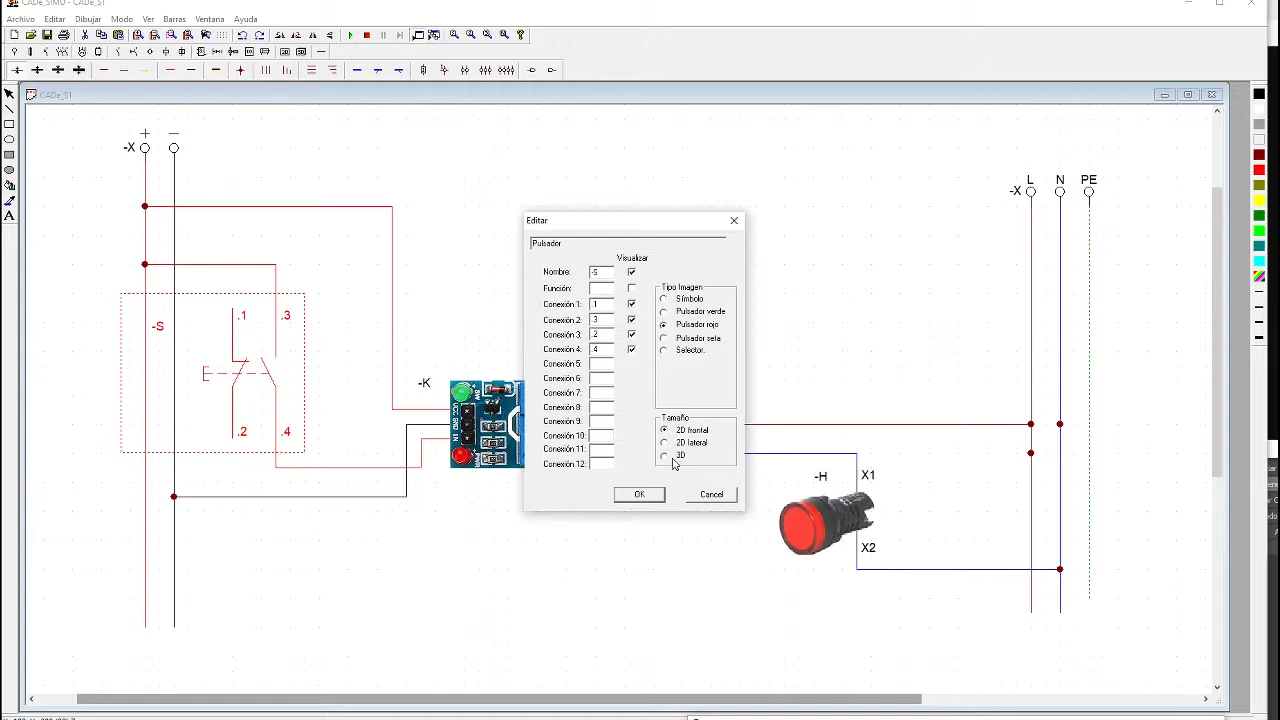 CADe_SIMU - CADe_S1
Archivo Editar Dibujar Modo Ver Barras Ventana Ayuda
CADe_S1
+ −
-X
L N PE
-X
-S
.1 .3
.2 .4
-K
VCC GND IN
-H X1
X2
Editar
Pulsador
Visualizar
Nombre: -S
Función:
Conexión 1: .1
Conexión 2: .3
Conexión 3: .2
Conexión 4: .4
Conexión 5:
Conexión 6:
Conexión 7:
Conexión 8:
Conexión 9:
Conexión 10:
Conexión 11:
Conexión 12:
Tipo Imagen
Símbolo
Pulsador verde
Pulsador rojo
Pulsador seta
Selector.
Tamaño
2D frontal
2D lateral
3D
OK Cancel